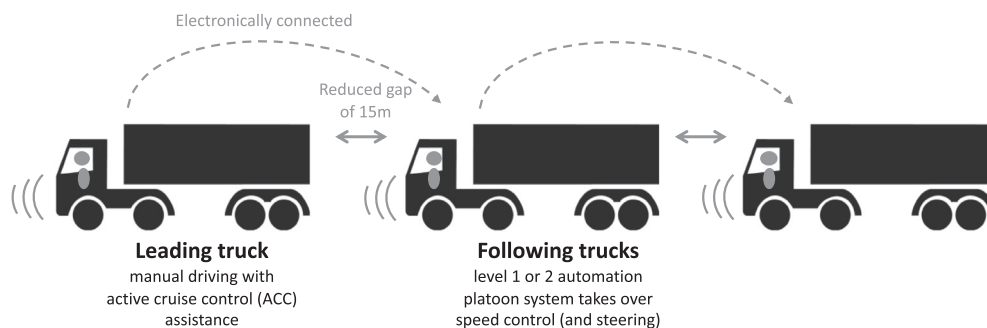 Electronically connected
Reduced gap
of 15m
Leading truck
manual driving with
active cruise control (ACC)
assistance
Following trucks
level 1 or 2 automation
platoon system takes over
speed control (and steering)